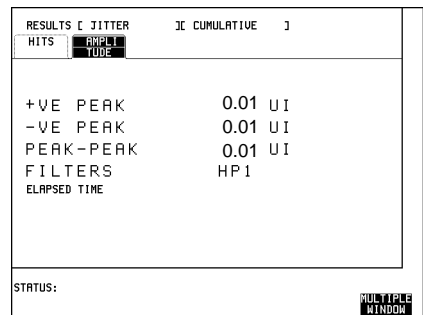 RESULTS [ JITTER ][ CUMULATIVE ]
HITS AMPLI
TUDE
+VE PEAK 0.01 UI
-VE PEAK 0.01 UI
PEAK-PEAK 0.01 UI
FILTERS HP1
ELAPSED TIME
STATUS:
MULTIPLE
WINDOW